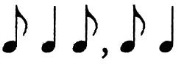 ♪ ♩ ♪, ♪ ♩